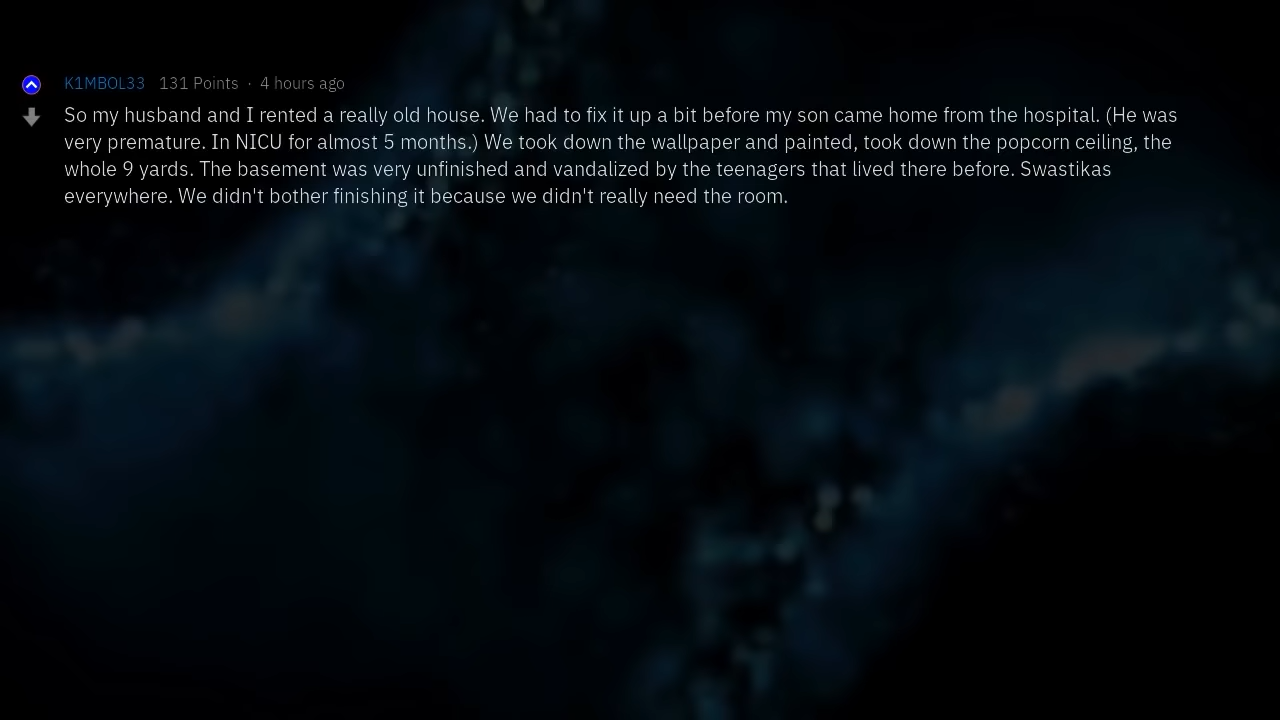 K1MBOL33 131 Points · 4 hours ago
So my husband and I rented a really old house. We had to fix it up a bit before my son came home from the hospital. (He was
very premature. In NICU for almost 5 months.) We took down the wallpaper and painted, took down the popcorn ceiling, the
whole 9 yards. The basement was very unfinished and vandalized by the teenagers that lived there before. Swastikas
everywhere. We didn't bother finishing it because we didn't really need the room.